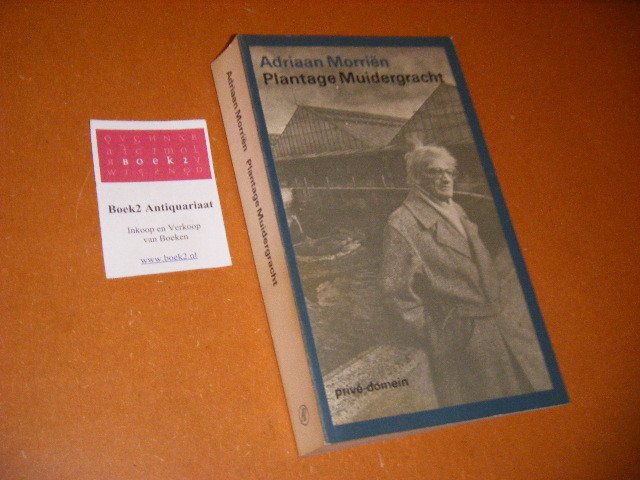 Adriaan Morriën
Plantage Muidergracht
privé-domein
Adriaan Morriën Plantage Muidergracht
BOEK2
Boek2 Antiquariaat
Inkoop en Verkoop
van Boeken
www.boek2.nl